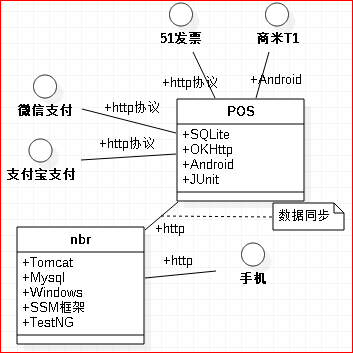 51发票
商米T1
+http协议
+Android
微信支付
+http协议
支付宝支付
+http协议
POS
+SQLite
+OKHttp
+Android
+JUnit
数据同步
+http
nbr
+Tomcat
+Mysql
+Windows
+SSM框架
+TestNG
+http
手机